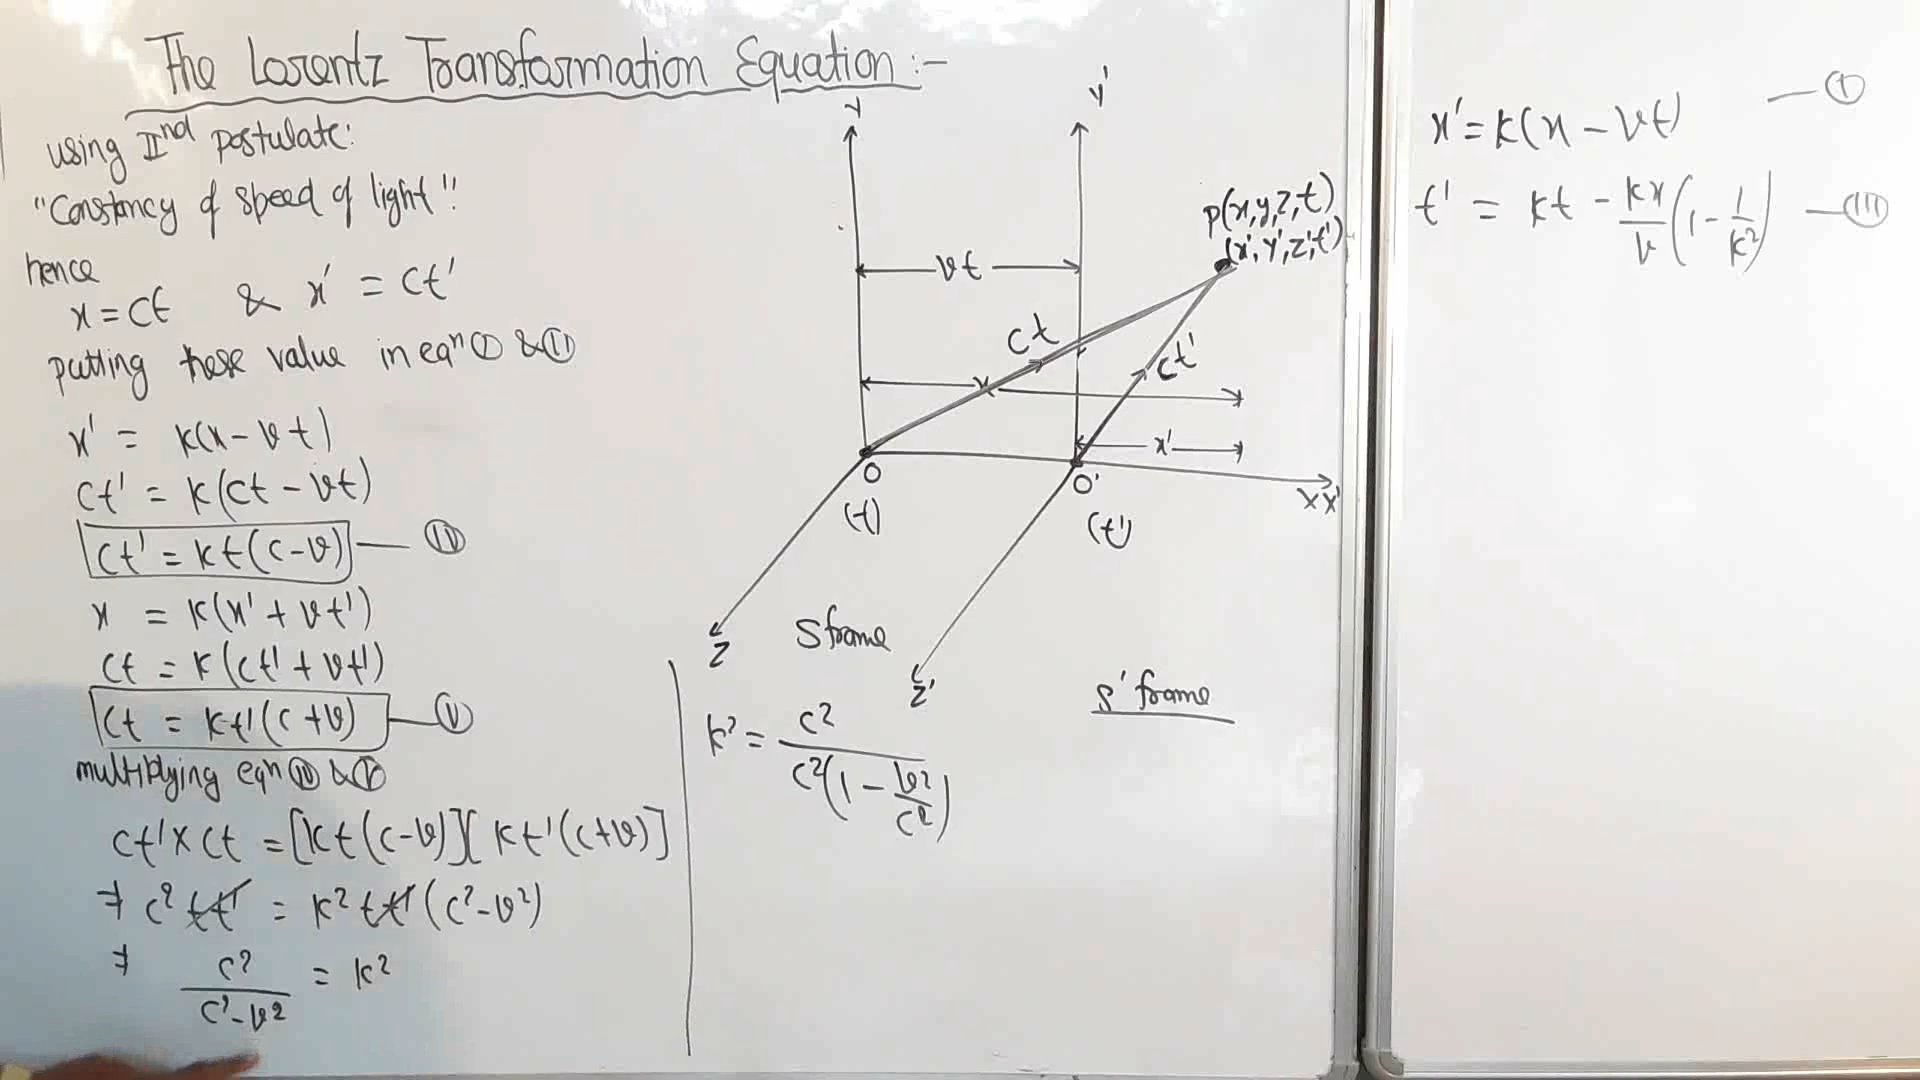 The Lorentz Transformation Equation :-
using IInd postulate:
"Constancy of speed of light"!
hence
x = ct & x' = ct'
putting these value in eqn I & II
x' = k(x - vt)
ct' = k(ct - vt)
ct' = kt(c-v) — IV
x = k(x' + vt')
ct = k(ct' + vt')
ct = kt'(c+v) — V
multiplying eqn IV & V
ct' × ct = [kt(c-v)][kt'(c+v)]
⇒ c² tt' = k² tt' (c²-v²)
⇒ c²/(c²-v²) = k²
Y
Y'
P(x,y,z,t)
(x',y',z',t')
vt
ct
ct'
x
x'
O
O'
X X'
(t)
(t')
Z
Z'
S frame
S' frame
k² = c²/c²(1 - v²/c²)
x' = k(x - vt) — I
t' = kt - kx/v (1 - 1/k²) — III